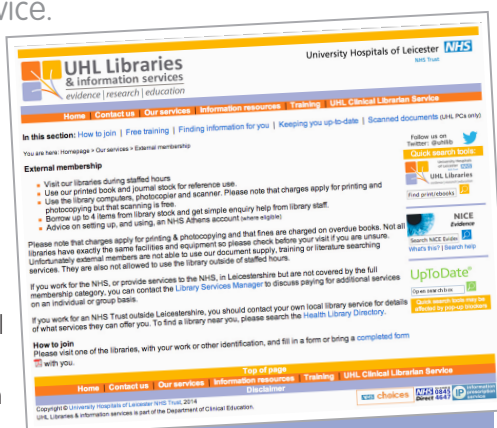 vice.
UHL Libraries
& information services
evidence | research | education
University Hospitals of Leicester NHS
NHS Trust
Home | Contact us | Our services | Information resources | Training | UHL Clinical Librarian Service
In this section: How to join | Free training | Finding information for you | Keeping you up-to-date | Scanned documents (UHL PCs only)
You are here: Homepage > Our services > External membership
Follow us on
Twitter: @uhllib
External membership
Visit our libraries during staffed hours
Use our printed book and journal stock for reference use.
Use the library computers, photocopier and scanner. Please note that charges apply for printing and
photocopying but that scanning is free.
Borrow up to 4 items from library stock and get simple enquiry help from library staff.
Advice on setting up, and using, an NHS Athens account (where eligible)
Please note that charges apply for printing & photocopying and that fines are charged on overdue books. Not all
libraries have exactly the same facilities and equipment so please check before your visit if you are unsure.
Unfortunately external members are not able to use our document supply, training or literature searching
services. They are also not allowed to use the library outside of staffed hours.
If you work for the NHS, or provide services to the NHS, in Leicestershire but are not covered by the full
membership category, you can contact the Library Services Manager to discuss paying for additional services
on an individual or group basis.
If you work for an NHS Trust outside Leicestershire, you should contact your own local library service for details
of what services they can offer you. To find a library near you, please search the Health Library Directory.
How to join
Please visit one of the libraries, with your work or other identification, and fill in a form or bring a completed form
with you.
Quick search tools:
University Hospitals
of Leicester NHS
UHL Libraries
Find print/ebooks
NICE
Evidence
Search NICE Eviden
What's this? | Search help
UpToDate
Open search box
Quick search tools may be
affected by pop-up blockers
Top of page
Home | Contact us | Our services | Information resources | Training | UHL Clinical Librarian Service
Disclaimer
Copyright © University Hospitals of Leicester NHS Trust, 2014
UHL Libraries & information services is part of the Department of Clinical Education.
NHS choices
NHS Direct 0845 4647
IP information prescription service